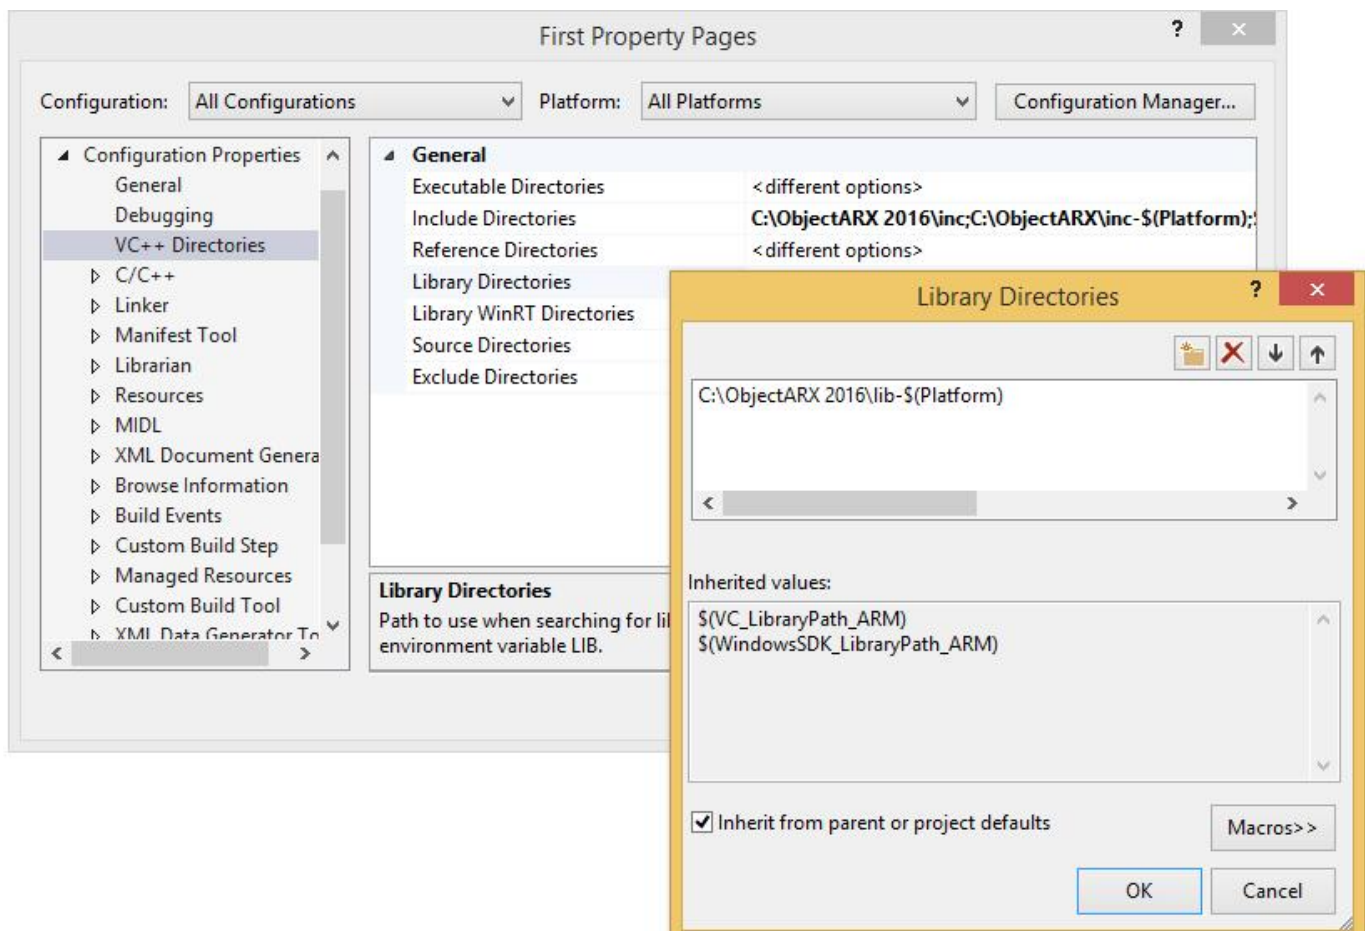 First Property Pages
?
Configuration: All Configurations Platform: All Platforms Configuration Manager...
Configuration Properties
General
Debugging
VC++ Directories
C/C++
Linker
Manifest Tool
Librarian
Resources
MIDL
XML Document Genera
Browse Information
Build Events
Custom Build Step
Managed Resources
Custom Build Tool
XML Data Generator To
General
Executable Directories <different options>
Include Directories C:\ObjectARX 2016\inc;C:\ObjectARX\inc-$(Platform);
Reference Directories <different options>
Library Directories
Library WinRT Directories
Source Directories
Exclude Directories
Library Directories
Path to use when searching for
environment variable LIB.
Library Directories
?
C:\ObjectARX 2016\lib-$(Platform)
Inherited values:
$(VC_LibraryPath_ARM)
$(WindowsSDK_LibraryPath_ARM)
Inherit from parent or project defaults
Macros>>
OK Cancel